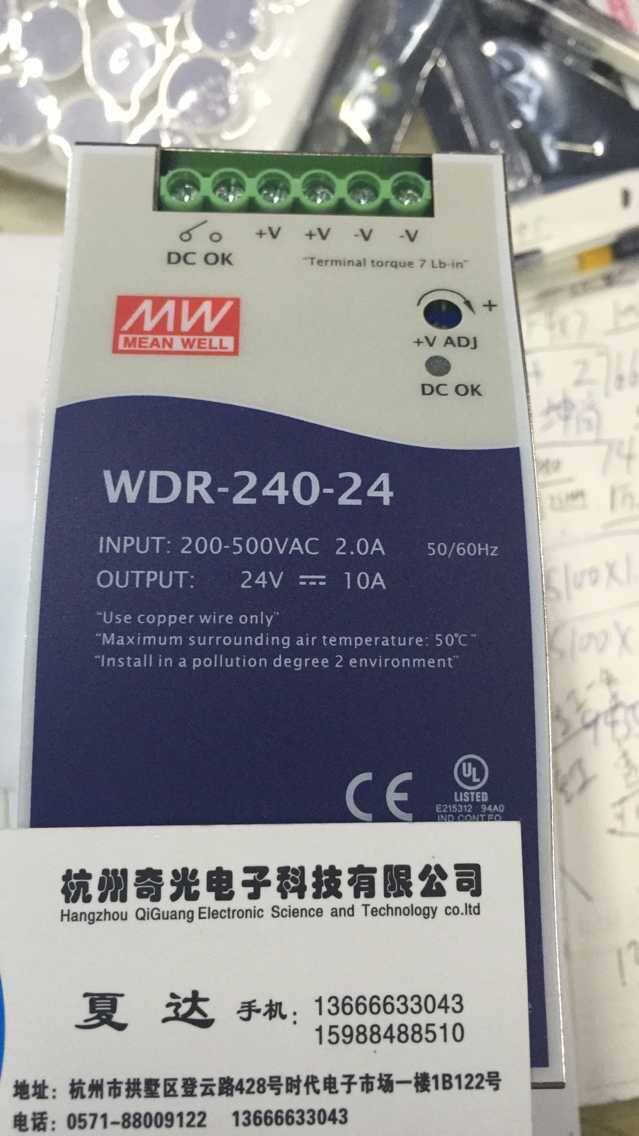 DC OK +V +V -V -V
"Terminal torque 7 Lb-in"
MW
MEAN WELL
+
+V ADJ
DC OK
WDR-240-24
INPUT: 200-500VAC 2.0A 50/60Hz
OUTPUT: 24V ⎓ 10A
"Use copper wire only"
"Maximum surrounding air temperature: 50℃"
"Install in a pollution degree 2 environment"
CE
UL
LISTED
E215312 94A0
IND.CONT.EQ
杭州奇光电子科技有限公司
Hangzhou QiGuang Electronic Science and Technology co.ltd
夏 达 手机: 13666633043
15988488510
地址: 杭州市拱墅区登云路428号时代电子市场一楼1B122号
电话: 0571-88009122 13666633043